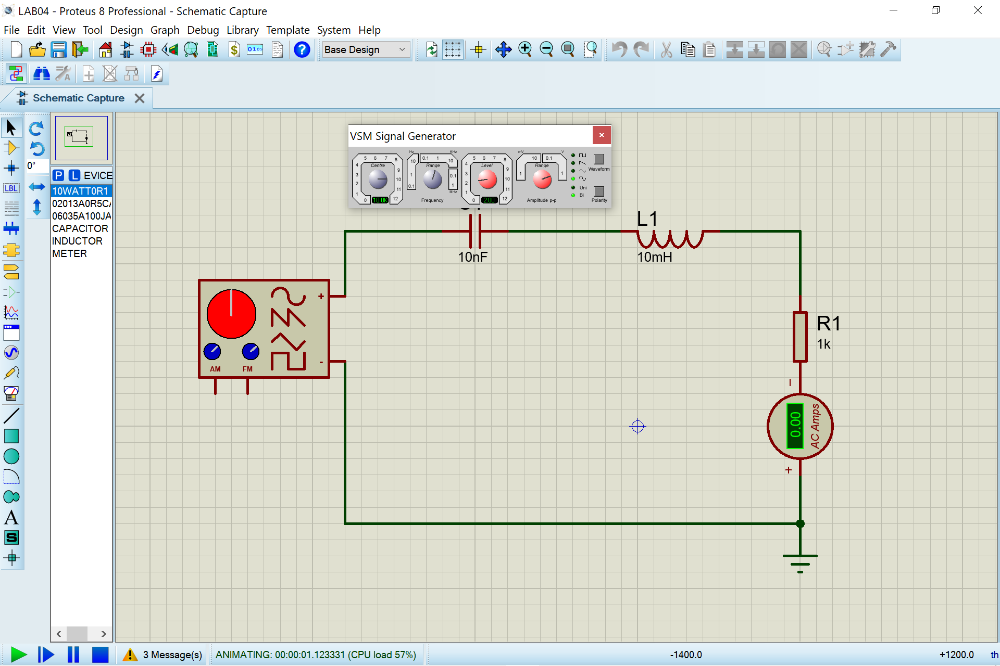 LAB04 - Proteus 8 Professional - Schematic Capture
File Edit View Tool Design Graph Debug Library Template System Help
Base Design
Schematic Capture
0°
P L EVICE
10WATT0R1
02013A0R5C
06035A100JA
CAPACITOR
INDUCTOR
METER
LBL
VSM Signal Generator
Hz KHz mV V
5 6 7 8 4 9 3 10 2 11 1 0 12
Centre
10.0K
10 0.1 1 10 1 0.1 0.1 1 MHz
Range
Frequency
5 6 7 8 4 9 3 10 2 11 1 0 12
Level
2.00
10 0.1 1 1
Range
Amplitude p-p
Waveform
Uni
Bi
Polarity
10nF
L1
10mH
+
-
AM FM
R1
1k
0.00
AC Amps
+
A
S
3 Message(s)
ANIMATING: 00:00:01.123331 (CPU load 57%)
-1400.0
+1200.0
th